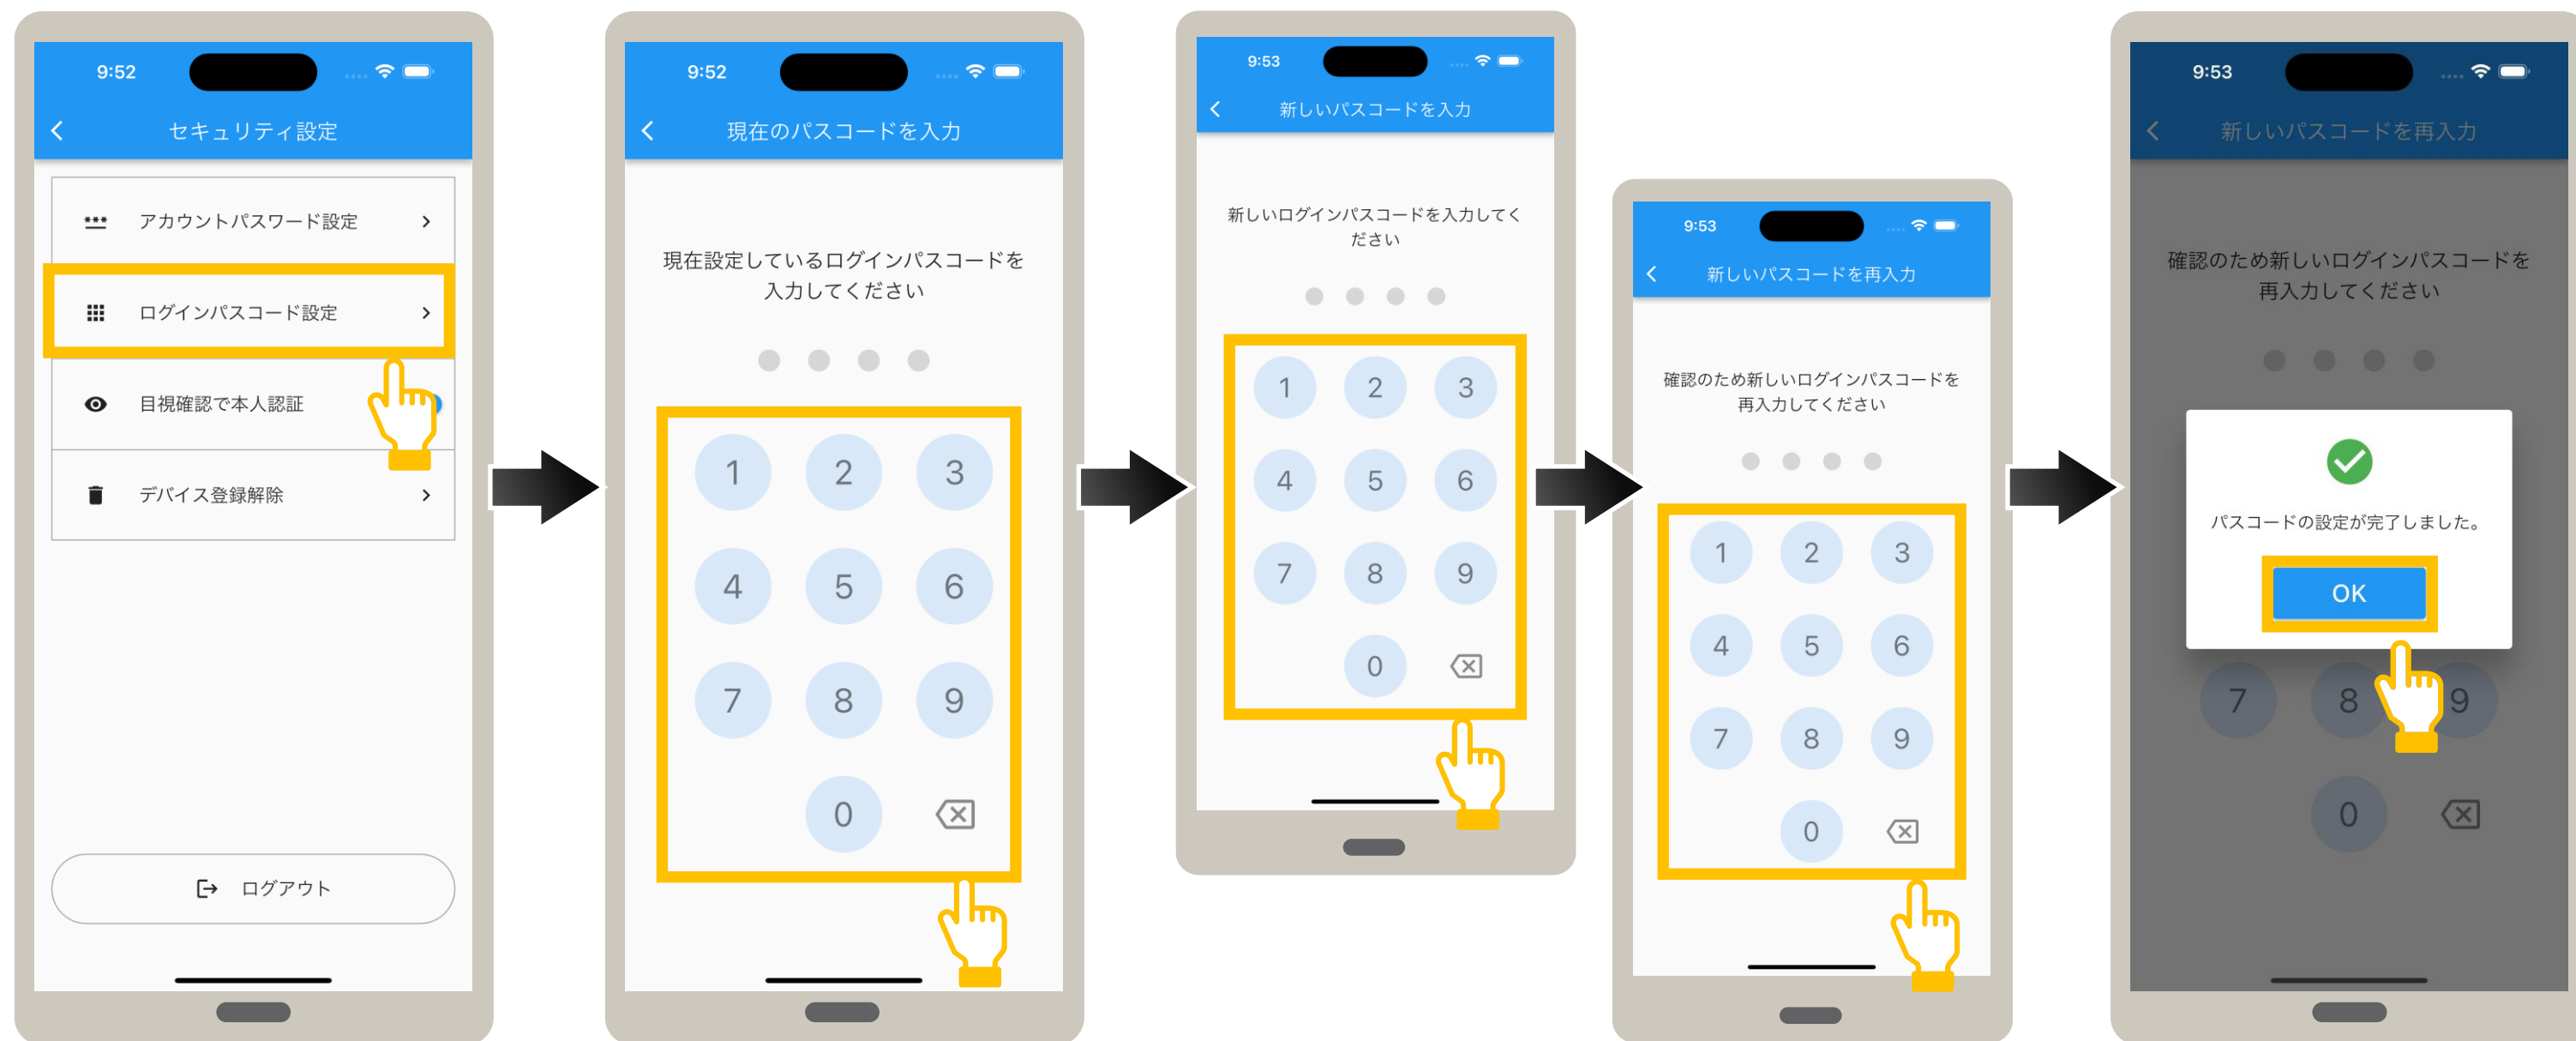 9:52
セキュリティ設定
アカウントパスワード設定
ログインパスコード設定
目視確認で本人認証
デバイス登録解除
ログアウト
9:52
現在のパスコードを入力
現在設定しているログインパスコードを
入力してください
1 2 3
4 5 6
7 8 9
0
9:53
新しいパスコードを入力
新しいログインパスコードを入力してく
ださい
1 2 3
4 5 6
7 8 9
0
9:53
新しいパスコードを再入力
確認のため新しいログインパスコードを
再入力してください
1 2 3
4 5 6
7 8 9
0
9:53
新しいパスコードを再入力
確認のため新しいログインパスコードを
再入力してください
パスコードの設定が完了しました。
OK
7 8 9
0